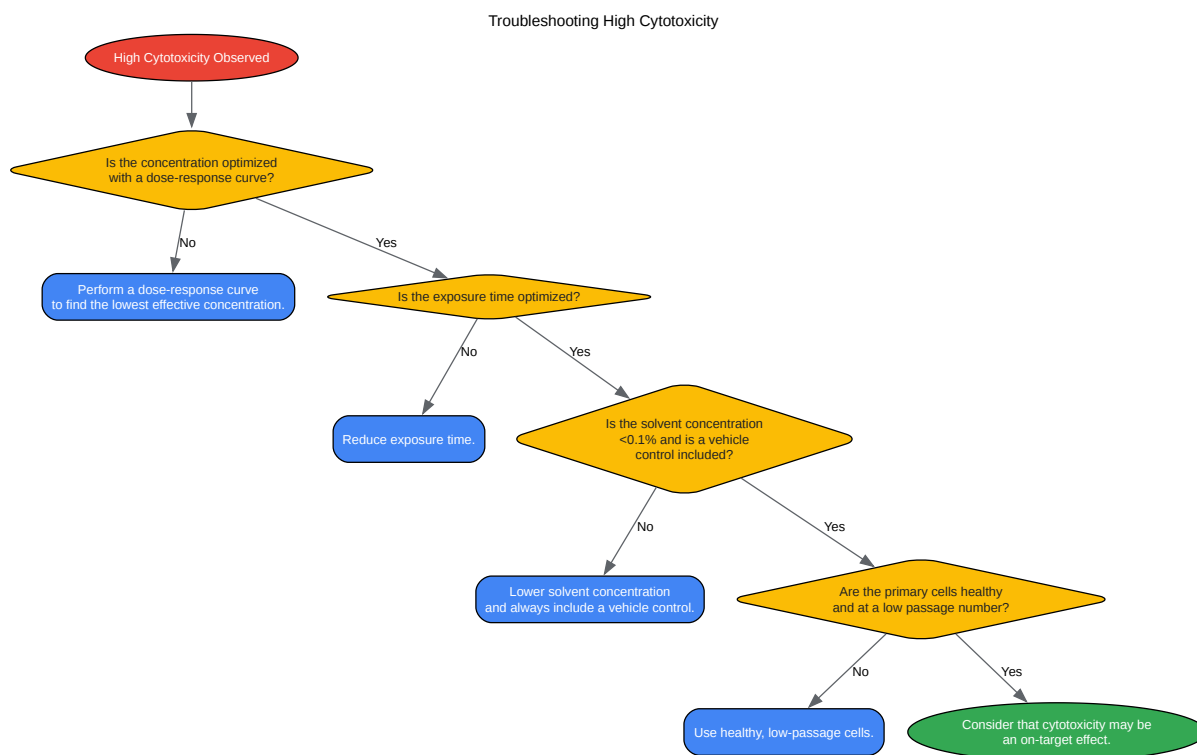 Troubleshooting High Cytotoxicity
High Cytotoxicity Observed
Is the concentration optimized
with a dose-response curve?
No
Yes
Perform a dose-response curve
to find the lowest effective concentration.
Is the exposure time optimized?
No
Yes
Reduce exposure time.
Is the solvent concentration
<0.1% and is a vehicle
control included?
No
Yes
Lower solvent concentration
and always include a vehicle control.
Are the primary cells healthy
and at a low passage number?
No
Yes
Use healthy, low-passage cells.
Consider that cytotoxicity may be
an on-target effect.